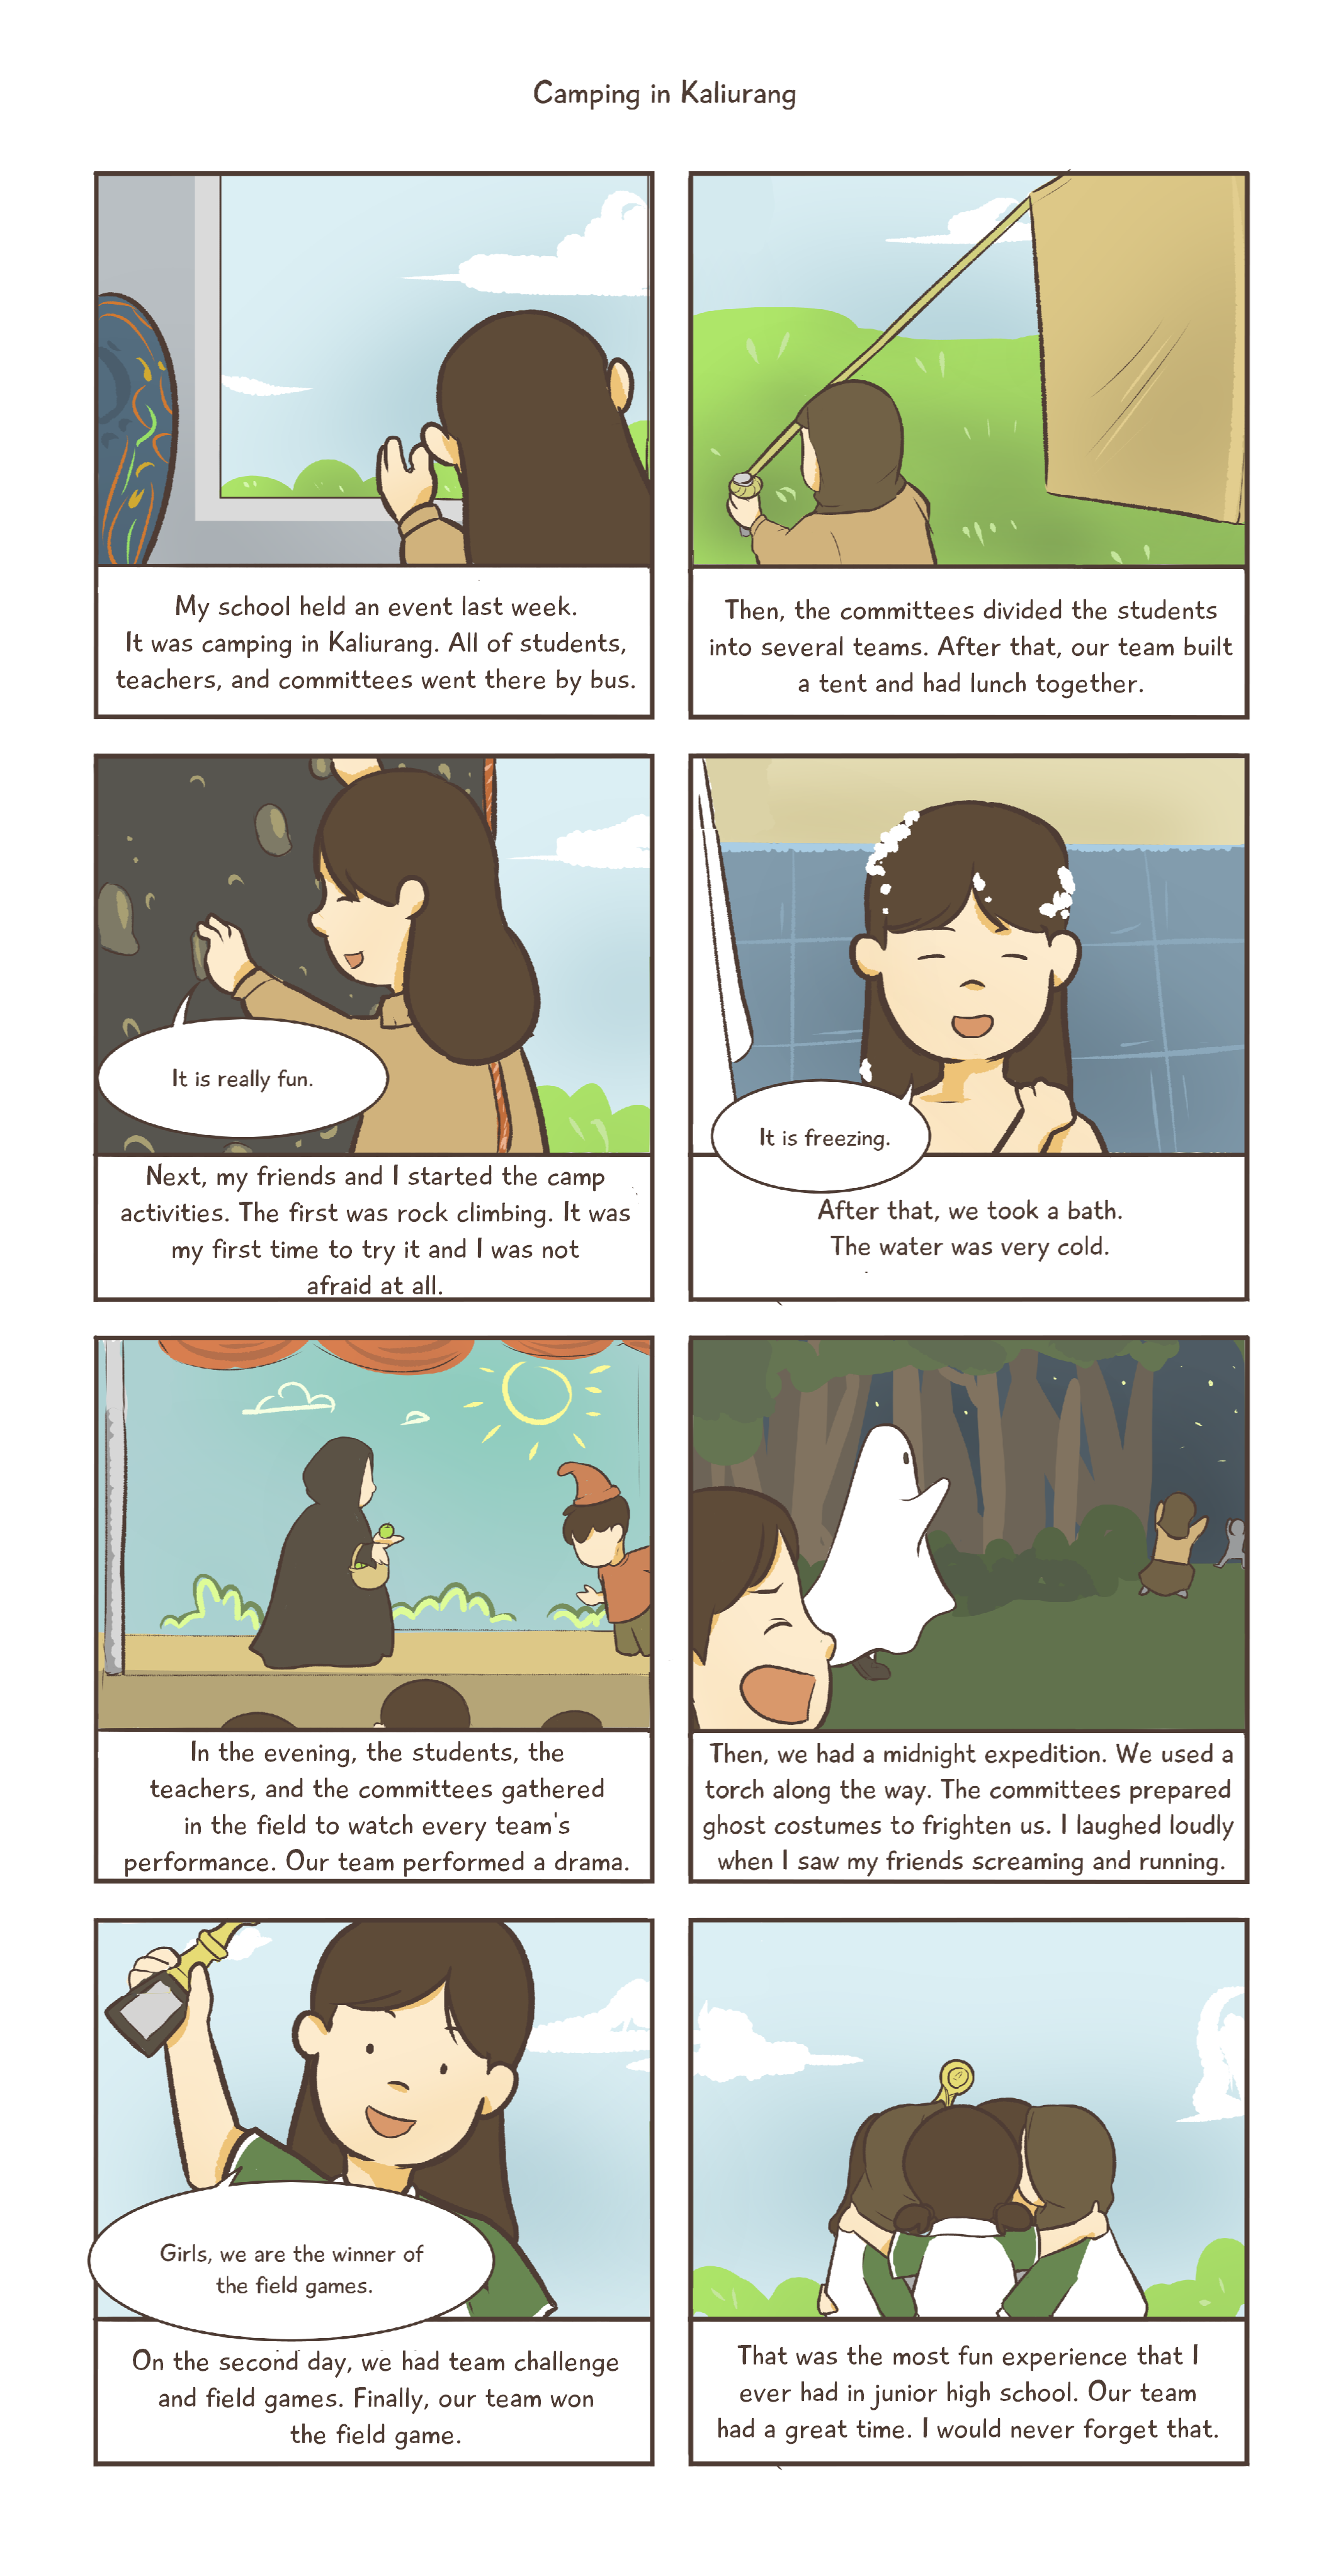 Camping in Kaliurang
My school held an event last week.
It was camping in Kaliurang. All of students,
teachers, and committees went there by bus.
Then, the committees divided the students
into several teams. After that, our team built
a tent and had lunch together.
It is really fun.
Next, my friends and I started the camp
activities. The first was rock climbing. It was
my first time to try it and I was not
afraid at all.
It is freezing.
After that, we took a bath.
The water was very cold.
In the evening, the students, the
teachers, and the committees gathered
in the field to watch every team's
performance. Our team performed a drama.
Then, we had a midnight expedition. We used a
torch along the way. The committees prepared
ghost costumes to frighten us. I laughed loudly
when I saw my friends screaming and running.
Girls, we are the winner of
the field games.
On the second day, we had team challenge
and field games. Finally, our team won
the field game.
That was the most fun experience that I
ever had in junior high school. Our team
had a great time. I would never forget that.